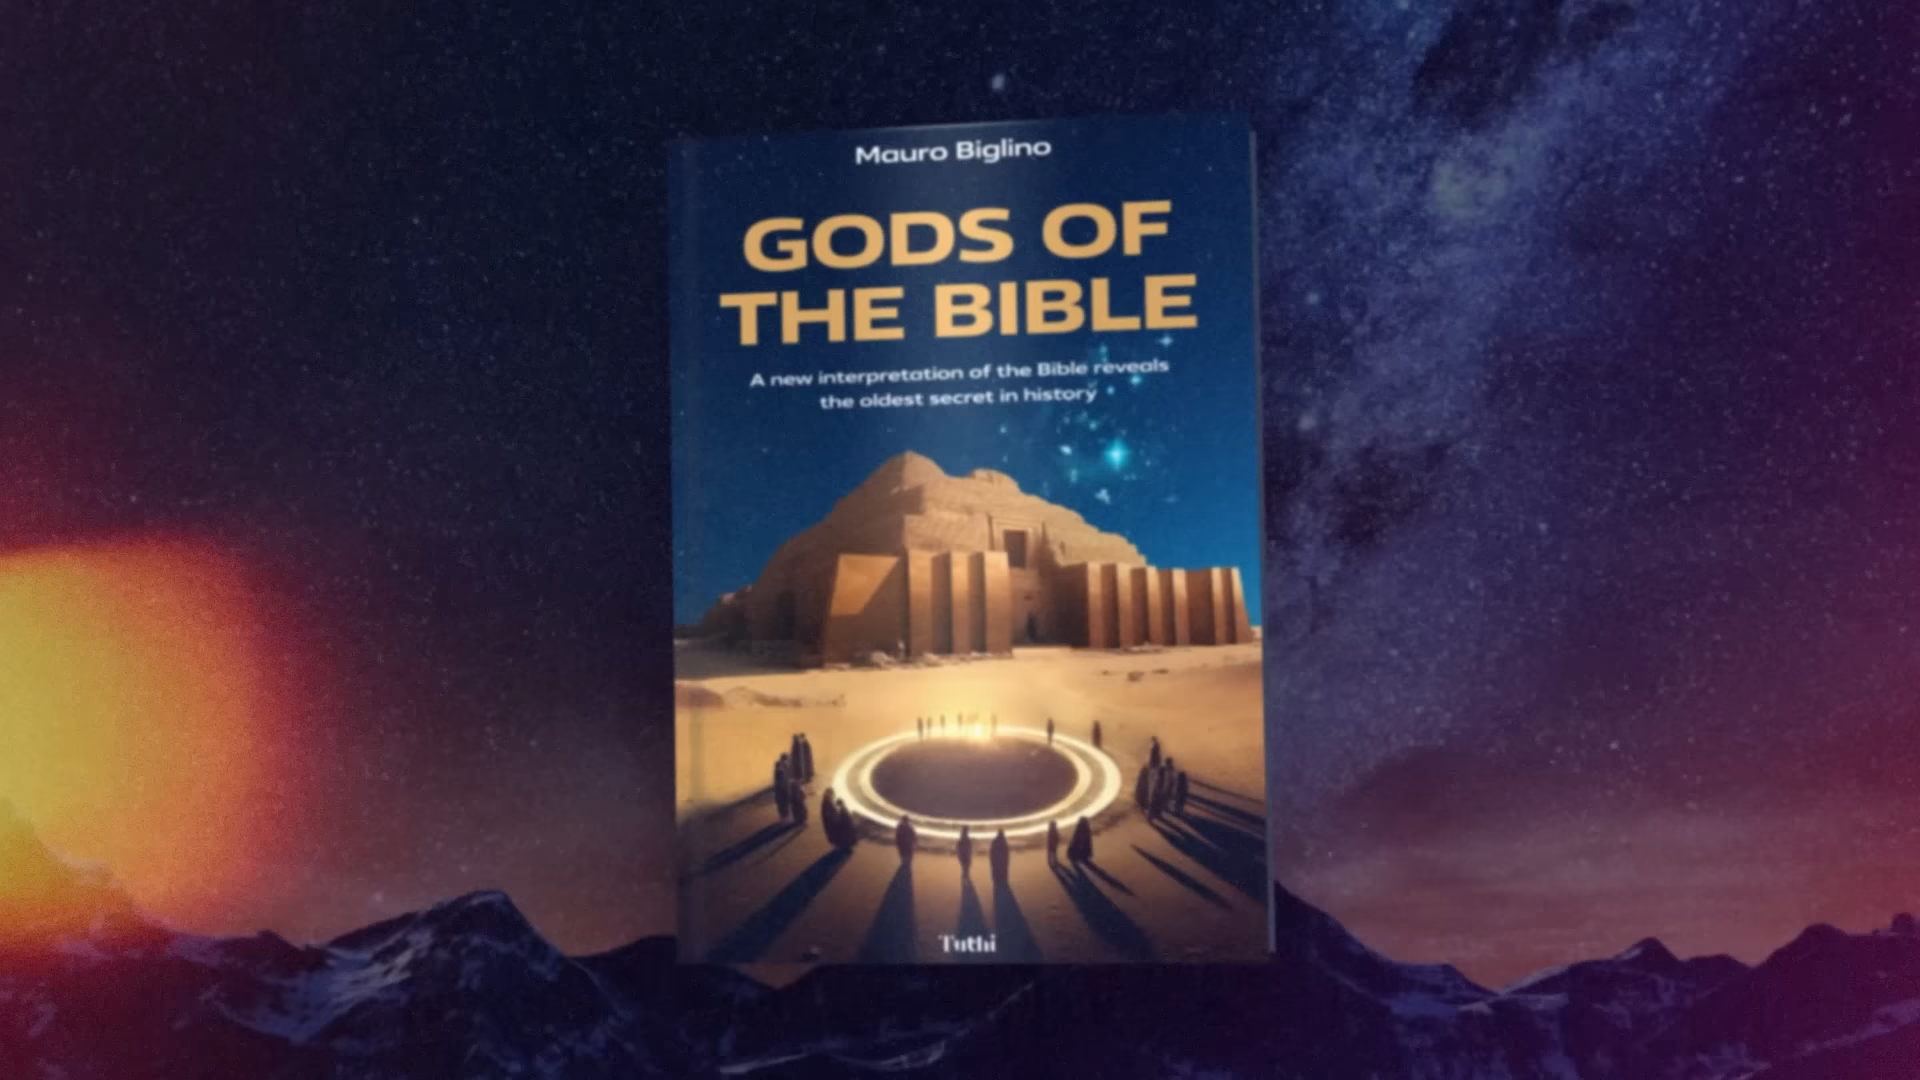 Mauro Biglino
GODS OF
THE BIBLE
A new interpretation of the Bible reveals
the oldest secret in history
Tuthi